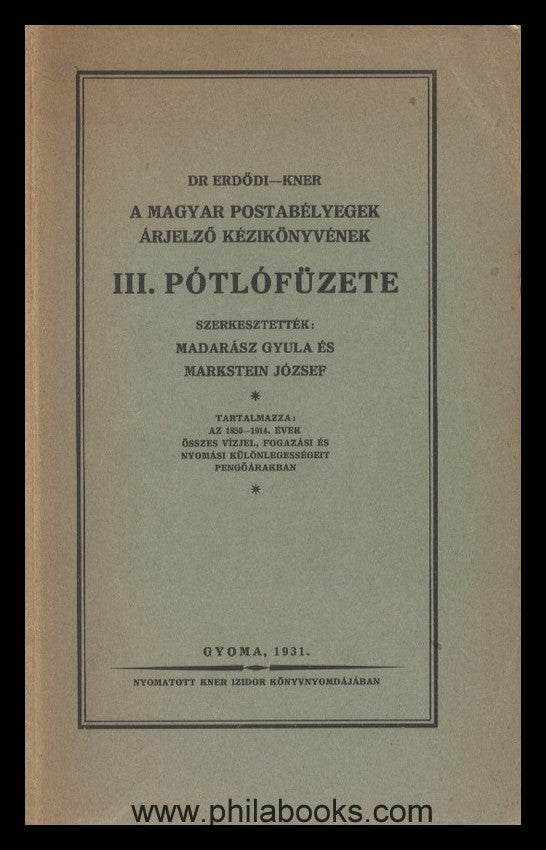 DR ERDŐDI—KNER
A MAGYAR POSTABÉLYEGEK
ÁRJELZŐ KÉZIKÖNYVÉNEK
III. PÓTLÓFÜZETE
SZERKESZTETTÉK:
MADARÁSZ GYULA ÉS
MARKSTEIN JÓZSEF
*
TARTALMAZZA:
AZ 1850—1914. ÉVEK
ÖSSZES VÍZJEL, FOGAZÁSI ÉS
NYOMÁSI KÜLÖNLEGESSÉGEIT
PENGŐÁRAKBAN
*
GYOMA, 1931.
NYOMATOTT KNER IZIDOR KÖNYVNYOMDÁJÁBAN
www.philabooks.com